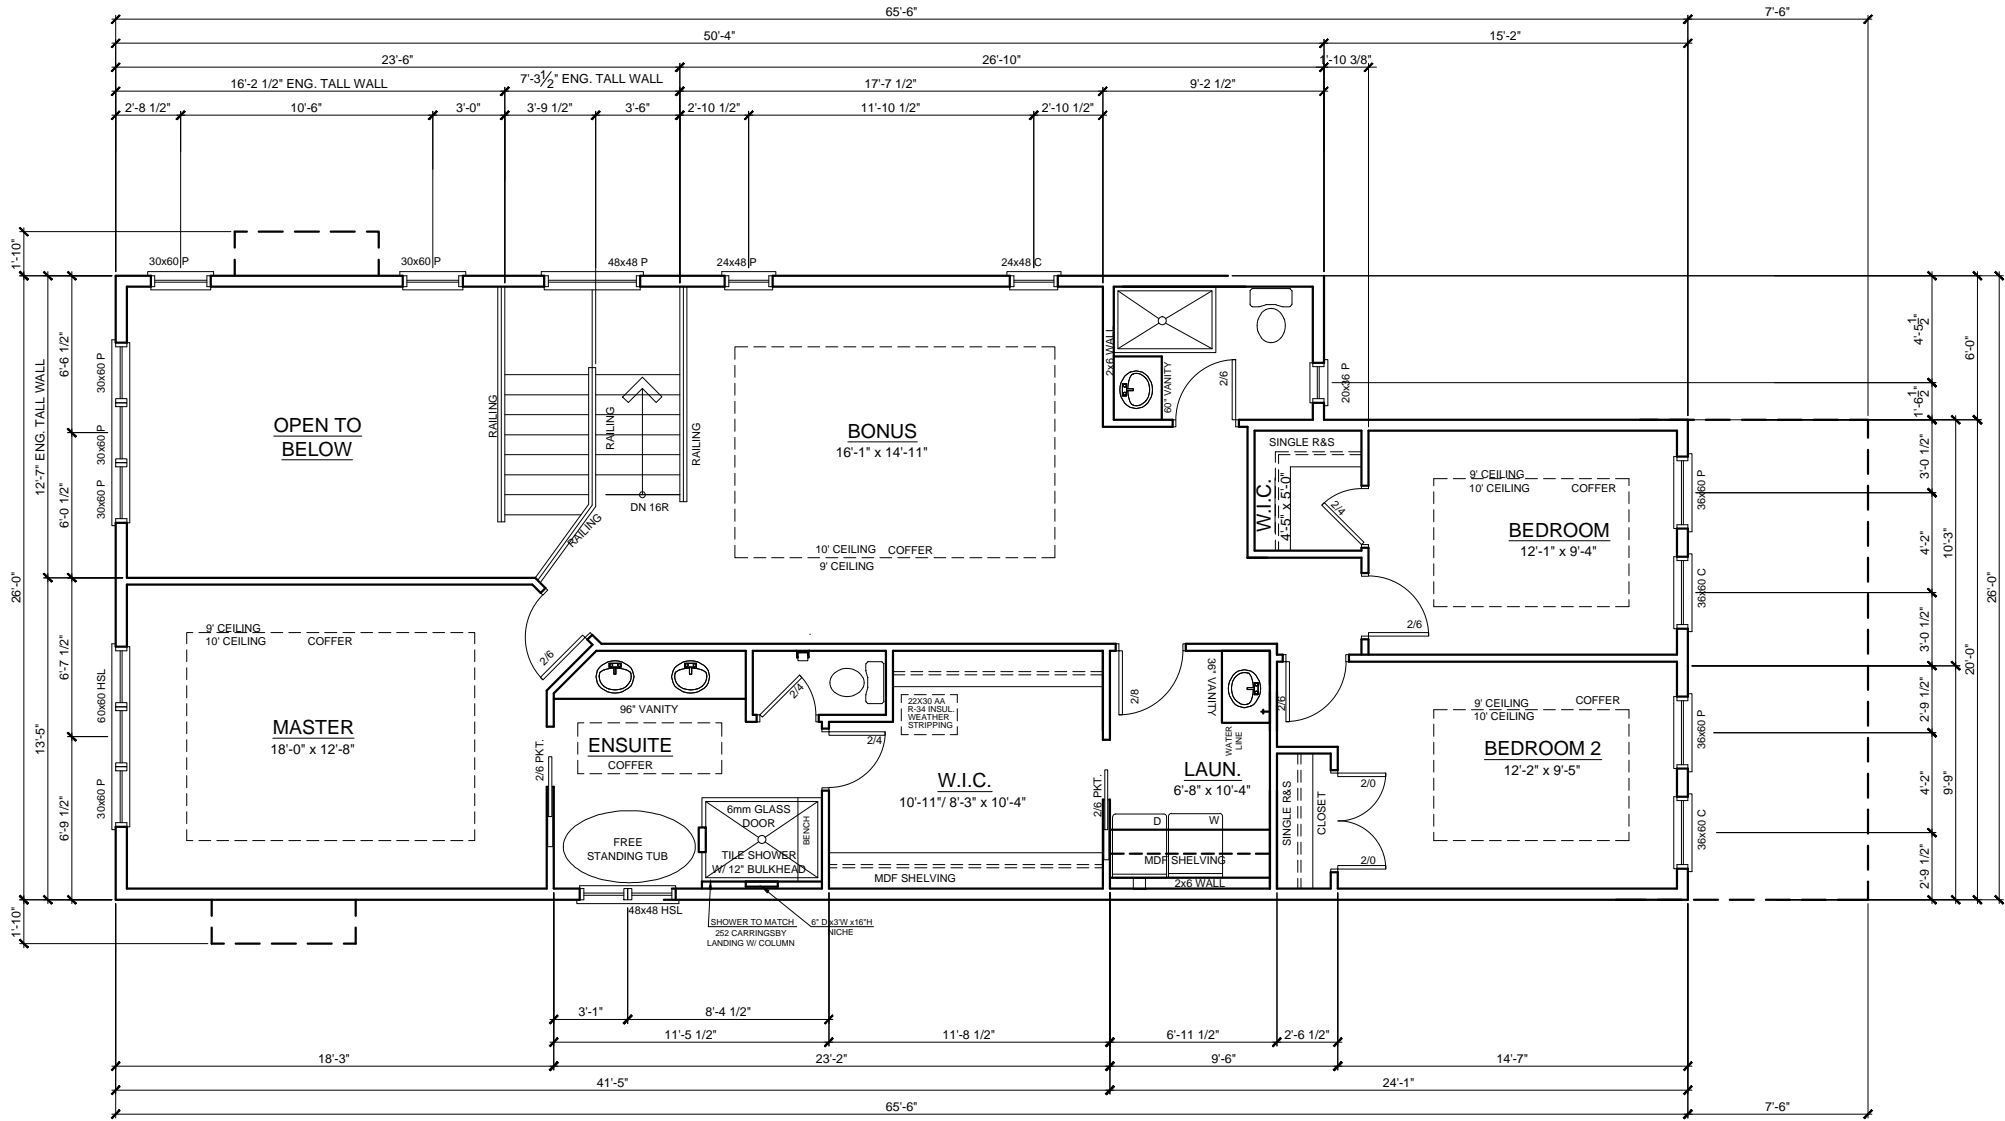 65'-6"
7'-6"
50'-4"
15'-2"
23'-6"
26'-10"
1'-10 3/8"
16'-2 1/2" ENG. TALL WALL
7'-3½" ENG. TALL WALL
17'-7 1/2"
9'-2 1/2"
2'-8 1/2"
10'-6"
3'-0"
3'-9 1/2"
3'-6"
2'-10 1/2"
11'-10 1/2"
2'-10 1/2"
1'-10"
30x60 P
30x60 P
48x48 P
24x48 P
24x48 C
26'-0"
12'-7" ENG. TALL WALL
13'-5"
6'-6 1/2"
6'-0 1/2"
6'-7 1/2"
6'-9 1/2"
1'-10"
30x60 P
30x60 P
30x60 P
60x60 HSL
30x60 P
OPEN TO
BELOW
RAILING
RAILING
RAILING
RAILING
DN 16R
BONUS
16'-1" x 14'-11"
10' CEILING
COFFER
9' CEILING
2x6 WALL
60" VANITY
2/6
20x36 P
SINGLE R&S
W.I.C.
4'-5" x 5'-0"
2/4
9' CEILING
10' CEILING
COFFER
BEDROOM
12'-1" x 9'-4"
2/6
36x60 P
36x60 C
4'-5½"
1'-6½"
6'-0"
3'-0 1/2"
4'-2"
3'-0 1/2"
10'-3"
26'-0"
20'-0"
2'-9 1/2"
4'-2"
2'-9 1/2"
9'-9"
9' CEILING
10' CEILING
COFFER
MASTER
18'-0" x 12'-8"
2/6
2/6 PKT.
96" VANITY
ENSUITE
COFFER
2/4
FREE
STANDING TUB
6mm GLASS
DOOR
BENCH
TILE SHOWER
W/ 12" BULKHEAD
48x48 HSL
SHOWER TO MATCH
252 CARRINGSBY
LANDING W/ COLUMN
6" D x3'W x16"H
NICHE
2/4
22X30 AA
R-34 INSUL.
WEATHER
STRIPPING
W.I.C.
10'-11"/ 8'-3" x 10'-4"
MDF SHELVING
2/6 PKT.
2/8
36" VANITY
WATER
LINE
LAUN.
6'-8" x 10'-4"
D
W
MDF SHELVING
2x6 WALL
2/6
SINGLE R&S
CLOSET
2/0
2/0
9' CEILING
10' CEILING
COFFER
BEDROOM 2
12'-2" x 9'-5"
36x60 P
36x60 C
3'-1"
8'-4 1/2"
11'-5 1/2"
11'-8 1/2"
6'-11 1/2"
2'-6 1/2"
18'-3"
23'-2"
9'-6"
14'-7"
41'-5"
24'-1"
65'-6"
7'-6"